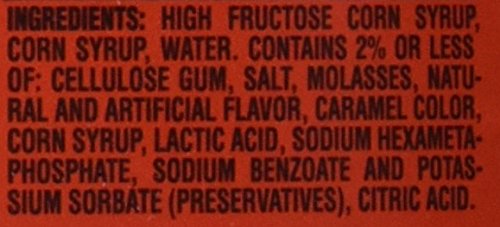 INGREDIENTS: HIGH FRUCTOSE CORN SYRUP,
CORN SYRUP, WATER. CONTAINS 2% OR LESS
OF: CELLULOSE GUM, SALT, MOLASSES, NATU-
RAL AND ARTIFICIAL FLAVOR, CARAMEL COLOR,
CORN SYRUP, LACTIC ACID, SODIUM HEXAMETA-
PHOSPHATE, SODIUM BENZOATE AND POTAS-
SIUM SORBATE (PRESERVATIVES), CITRIC ACID.